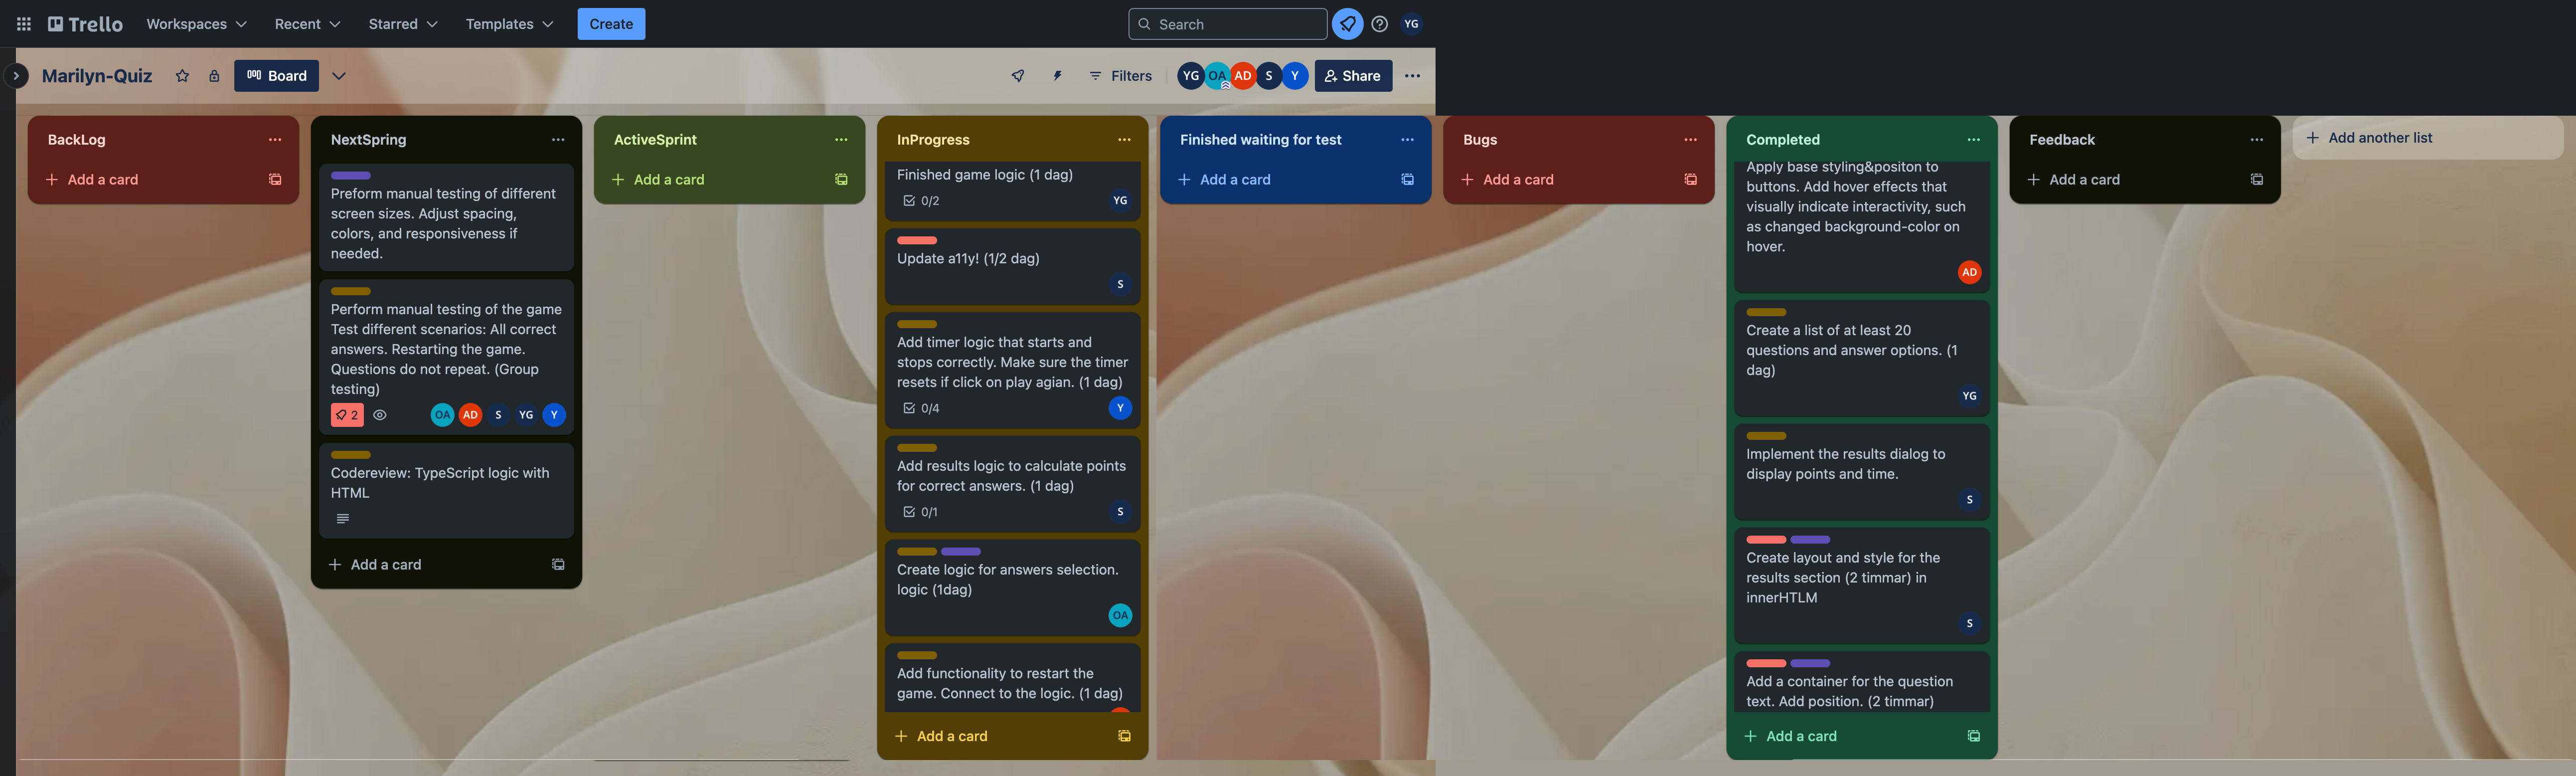 Trello
Workspaces
Recent
Starred
Templates
Create
Search
YG
Marilyn-Quiz
Board
Filters
YG
OA
AD
S
Y
Share
BackLog
Add a card
NextSpring
Preform manual testing of different
screen sizes. Adjust spacing,
colors, and responsiveness if
needed.
Perform manual testing of the game
Test different scenarios: All correct
answers. Restarting the game.
Questions do not repeat. (Group
testing)
2
OA
AD
S
YG
Y
Codereview: TypeScript logic with
HTML
Add a card
ActiveSprint
Add a card
InProgress
Finished game logic (1 dag)
0/2
YG
Update a11y! (1/2 dag)
S
Add timer logic that starts and
stops correctly. Make sure the timer
resets if click on play agian. (1 dag)
0/4
Y
Add results logic to calculate points
for correct answers. (1 dag)
0/1
S
Create logic for answers selection.
logic (1dag)
OA
Add functionality to restart the
game. Connect to the logic. (1 dag)
Add a card
Finished waiting for test
Add a card
Bugs
Add a card
Completed
Apply base styling&positon to
buttons. Add hover effects that
visually indicate interactivity, such
as changed background-color on
hover.
AD
Create a list of at least 20
questions and answer options. (1
dag)
YG
Implement the results dialog to
display points and time.
S
Create layout and style for the
results section (2 timmar) in
innerHTLM
S
Add a container for the question
text. Add position. (2 timmar)
Add a card
Feedback
Add a card
Add another list